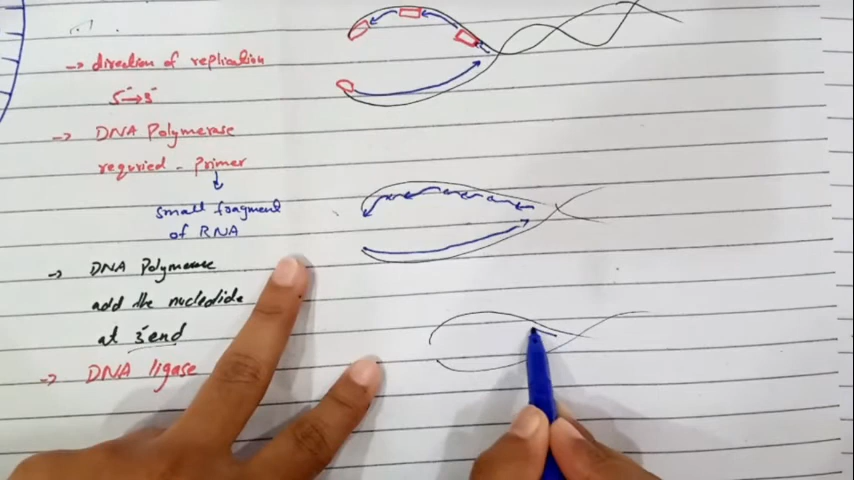 → direction of replication
5'→3'
→ DNA Polymerase
requried - Primer
small fragment
of RNA
→ DNA Polymerase
add the nucleotide
at 3' end
→ DNA ligase